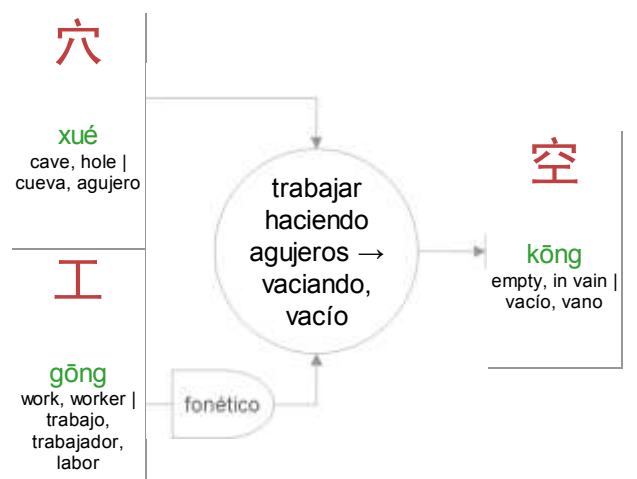 穴
xué
cave, hole |
cueva, agujero
工
gōng
work, worker |
trabajo,
trabajador,
labor
fonético
trabajar
haciendo
agujeros →
vaciando,
vacío
空
kōng
empty, in vain |
vacío, vano